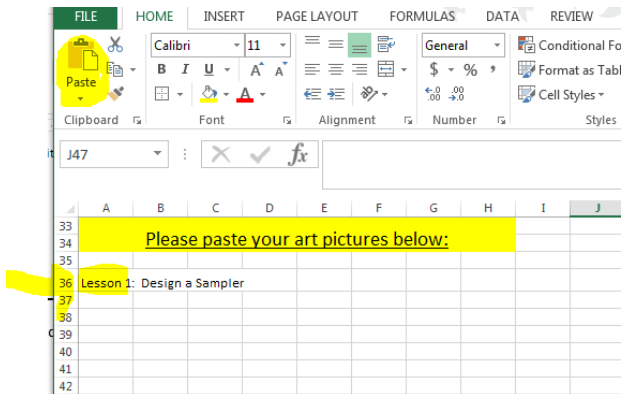 FILE HOME INSERT PAGE LAYOUT FORMULAS DATA REVIEW
Calibri 11 General Conditional Fo
Paste B I U A A $ % , Format as Tabl
A .00 .0 Cell Styles
Clipboard Font Alignment Number Styles
J47 fx
A B C D E F G H I J
33
34 Please paste your art pictures below:
35
36 Lesson 1: Design a Sampler
37
38
39
40
41
42